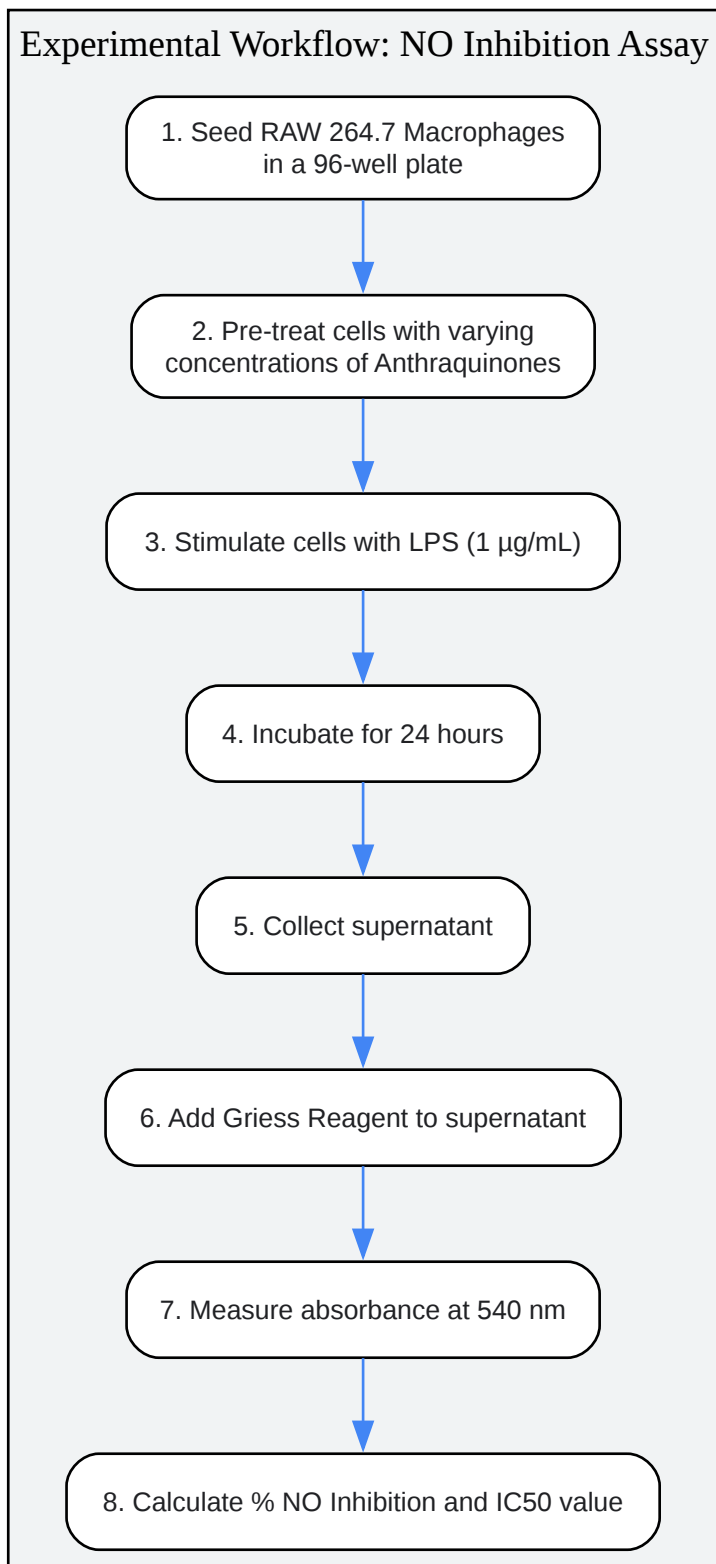 Experimental Workflow: NO Inhibition Assay
1. Seed RAW 264.7 Macrophages
in a 96-well plate
2. Pre-treat cells with varying
concentrations of Anthraquinones
3. Stimulate cells with LPS (1 µg/mL)
4. Incubate for 24 hours
5. Collect supernatant
6. Add Griess Reagent to supernatant
7. Measure absorbance at 540 nm
8. Calculate % NO Inhibition and IC50 value